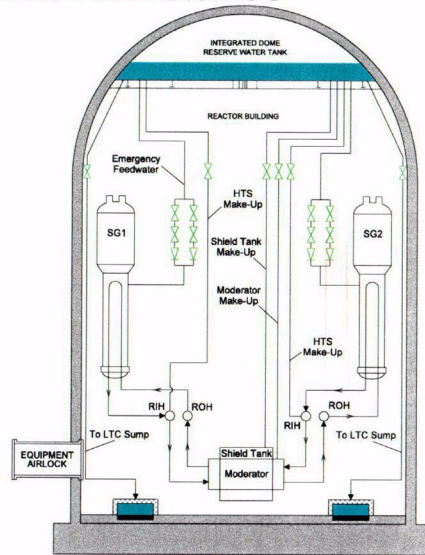 INTEGRATED DOME
RESERVE WATER TANK
REACTOR BUILDING
Emergency
Feedwater
HTS
Make-Up
SG1
SG2
Shield Tank
Make-Up
Moderator
Make-Up
HTS
Make-Up
RIH
ROH
RIH
ROH
To LTC Sump
To LTC Sump
EQUIPMENT
AIRLOCK
Shield Tank
Moderator